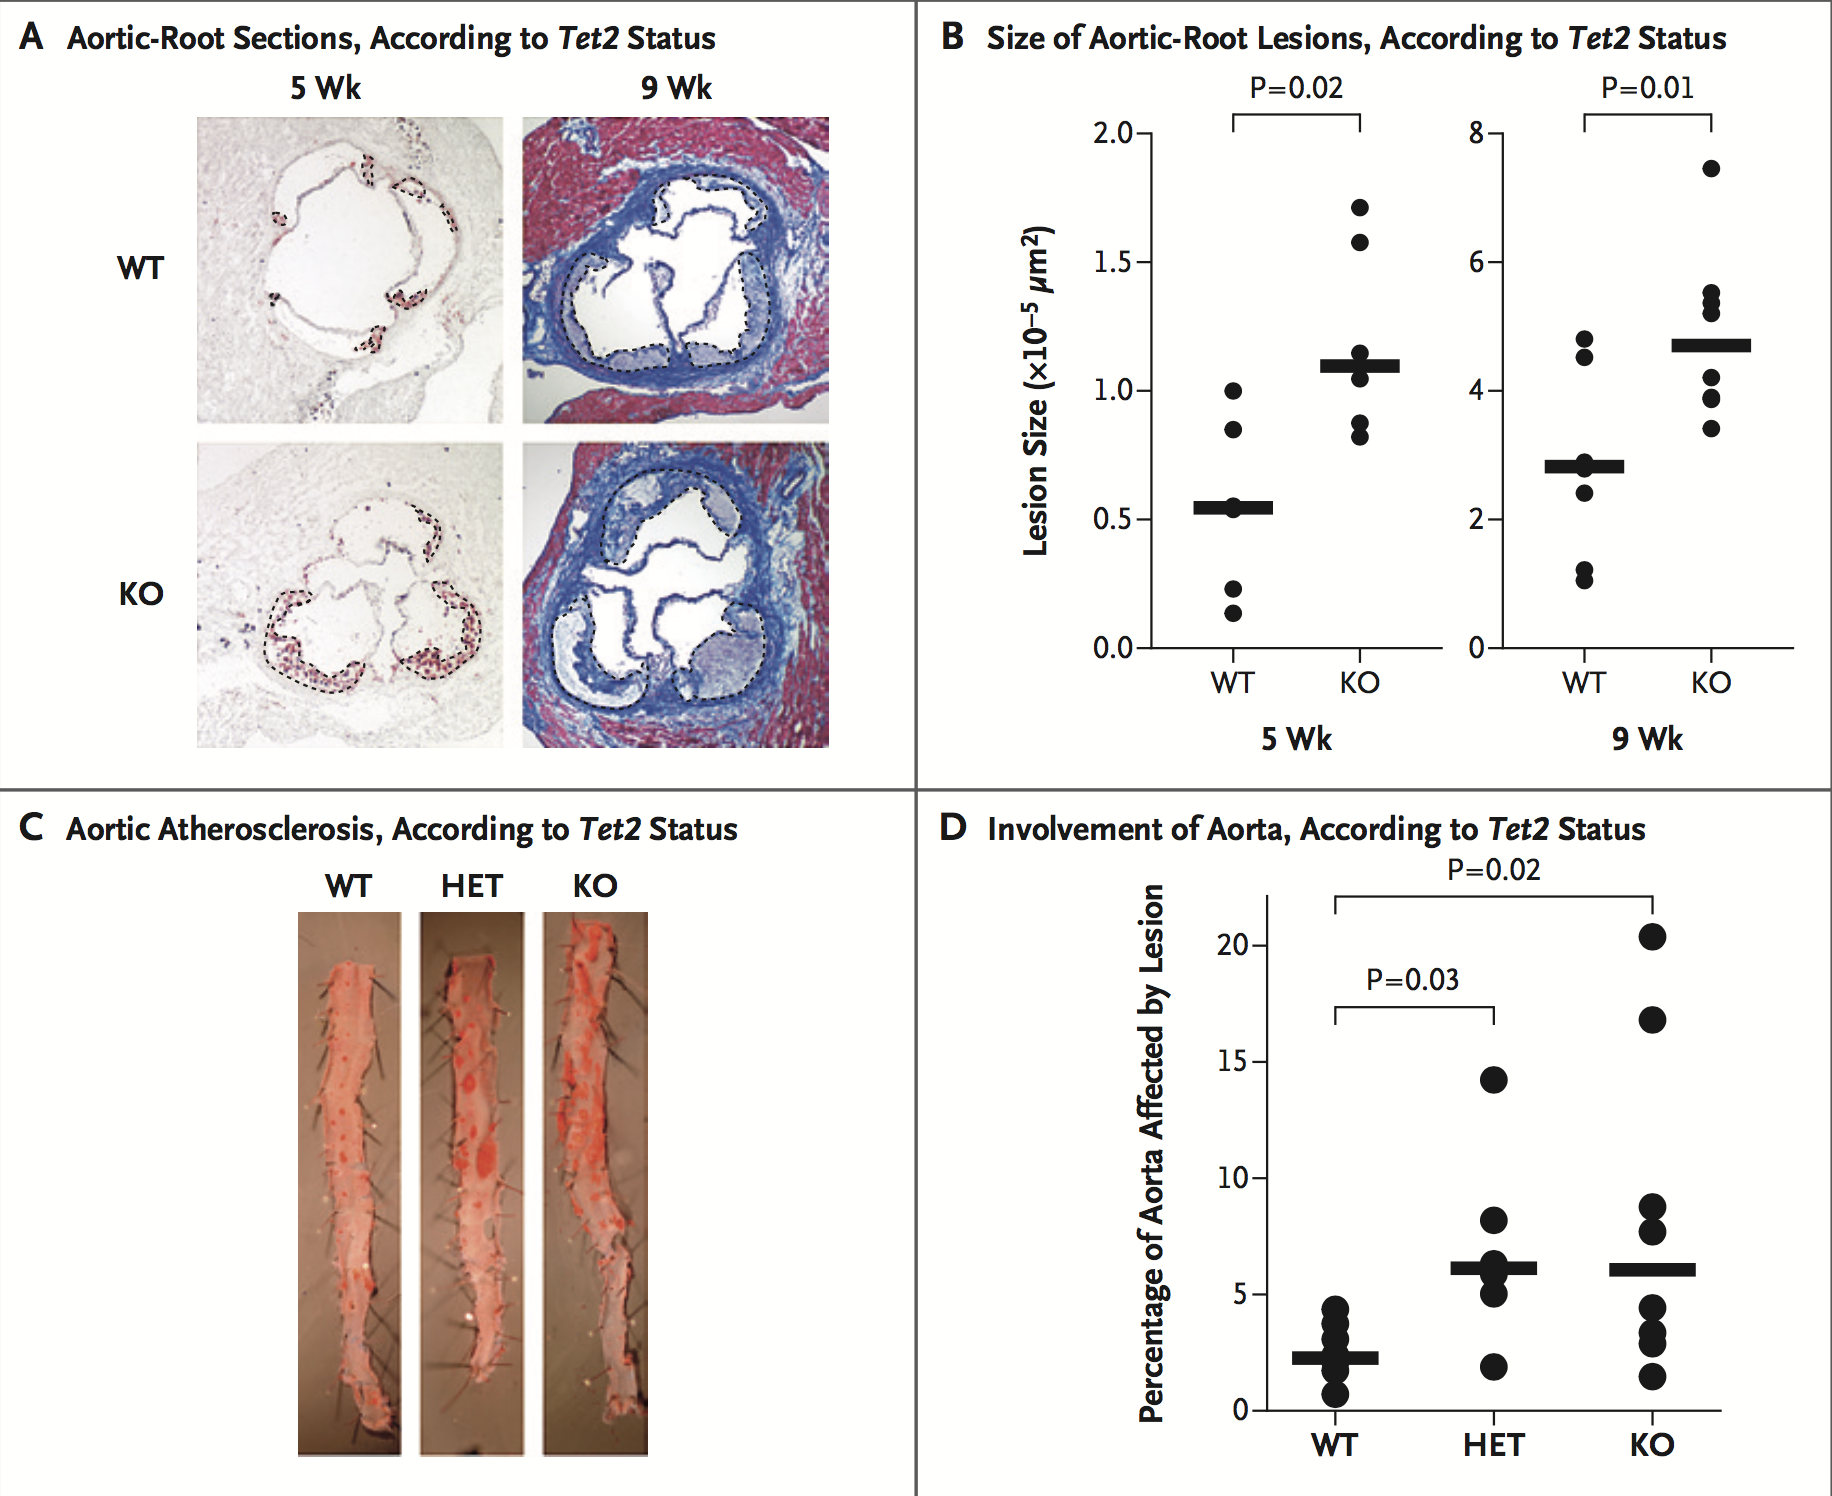 A Aortic-Root Sections, According to Tet2 Status
5 Wk 9 Wk
WT
KO
B Size of Aortic-Root Lesions, According to Tet2 Status
P=0.02 P=0.01
Lesion Size (×10⁻⁵ µm²)
2.0
1.5
1.0
0.5
0.0
WT KO
5 Wk
8
6
4
2
0
WT KO
9 Wk
C Aortic Atherosclerosis, According to Tet2 Status
WT HET KO
D Involvement of Aorta, According to Tet2 Status
P=0.02
P=0.03
Percentage of Aorta Affected by Lesion
20
15
10
5
0
WT HET KO